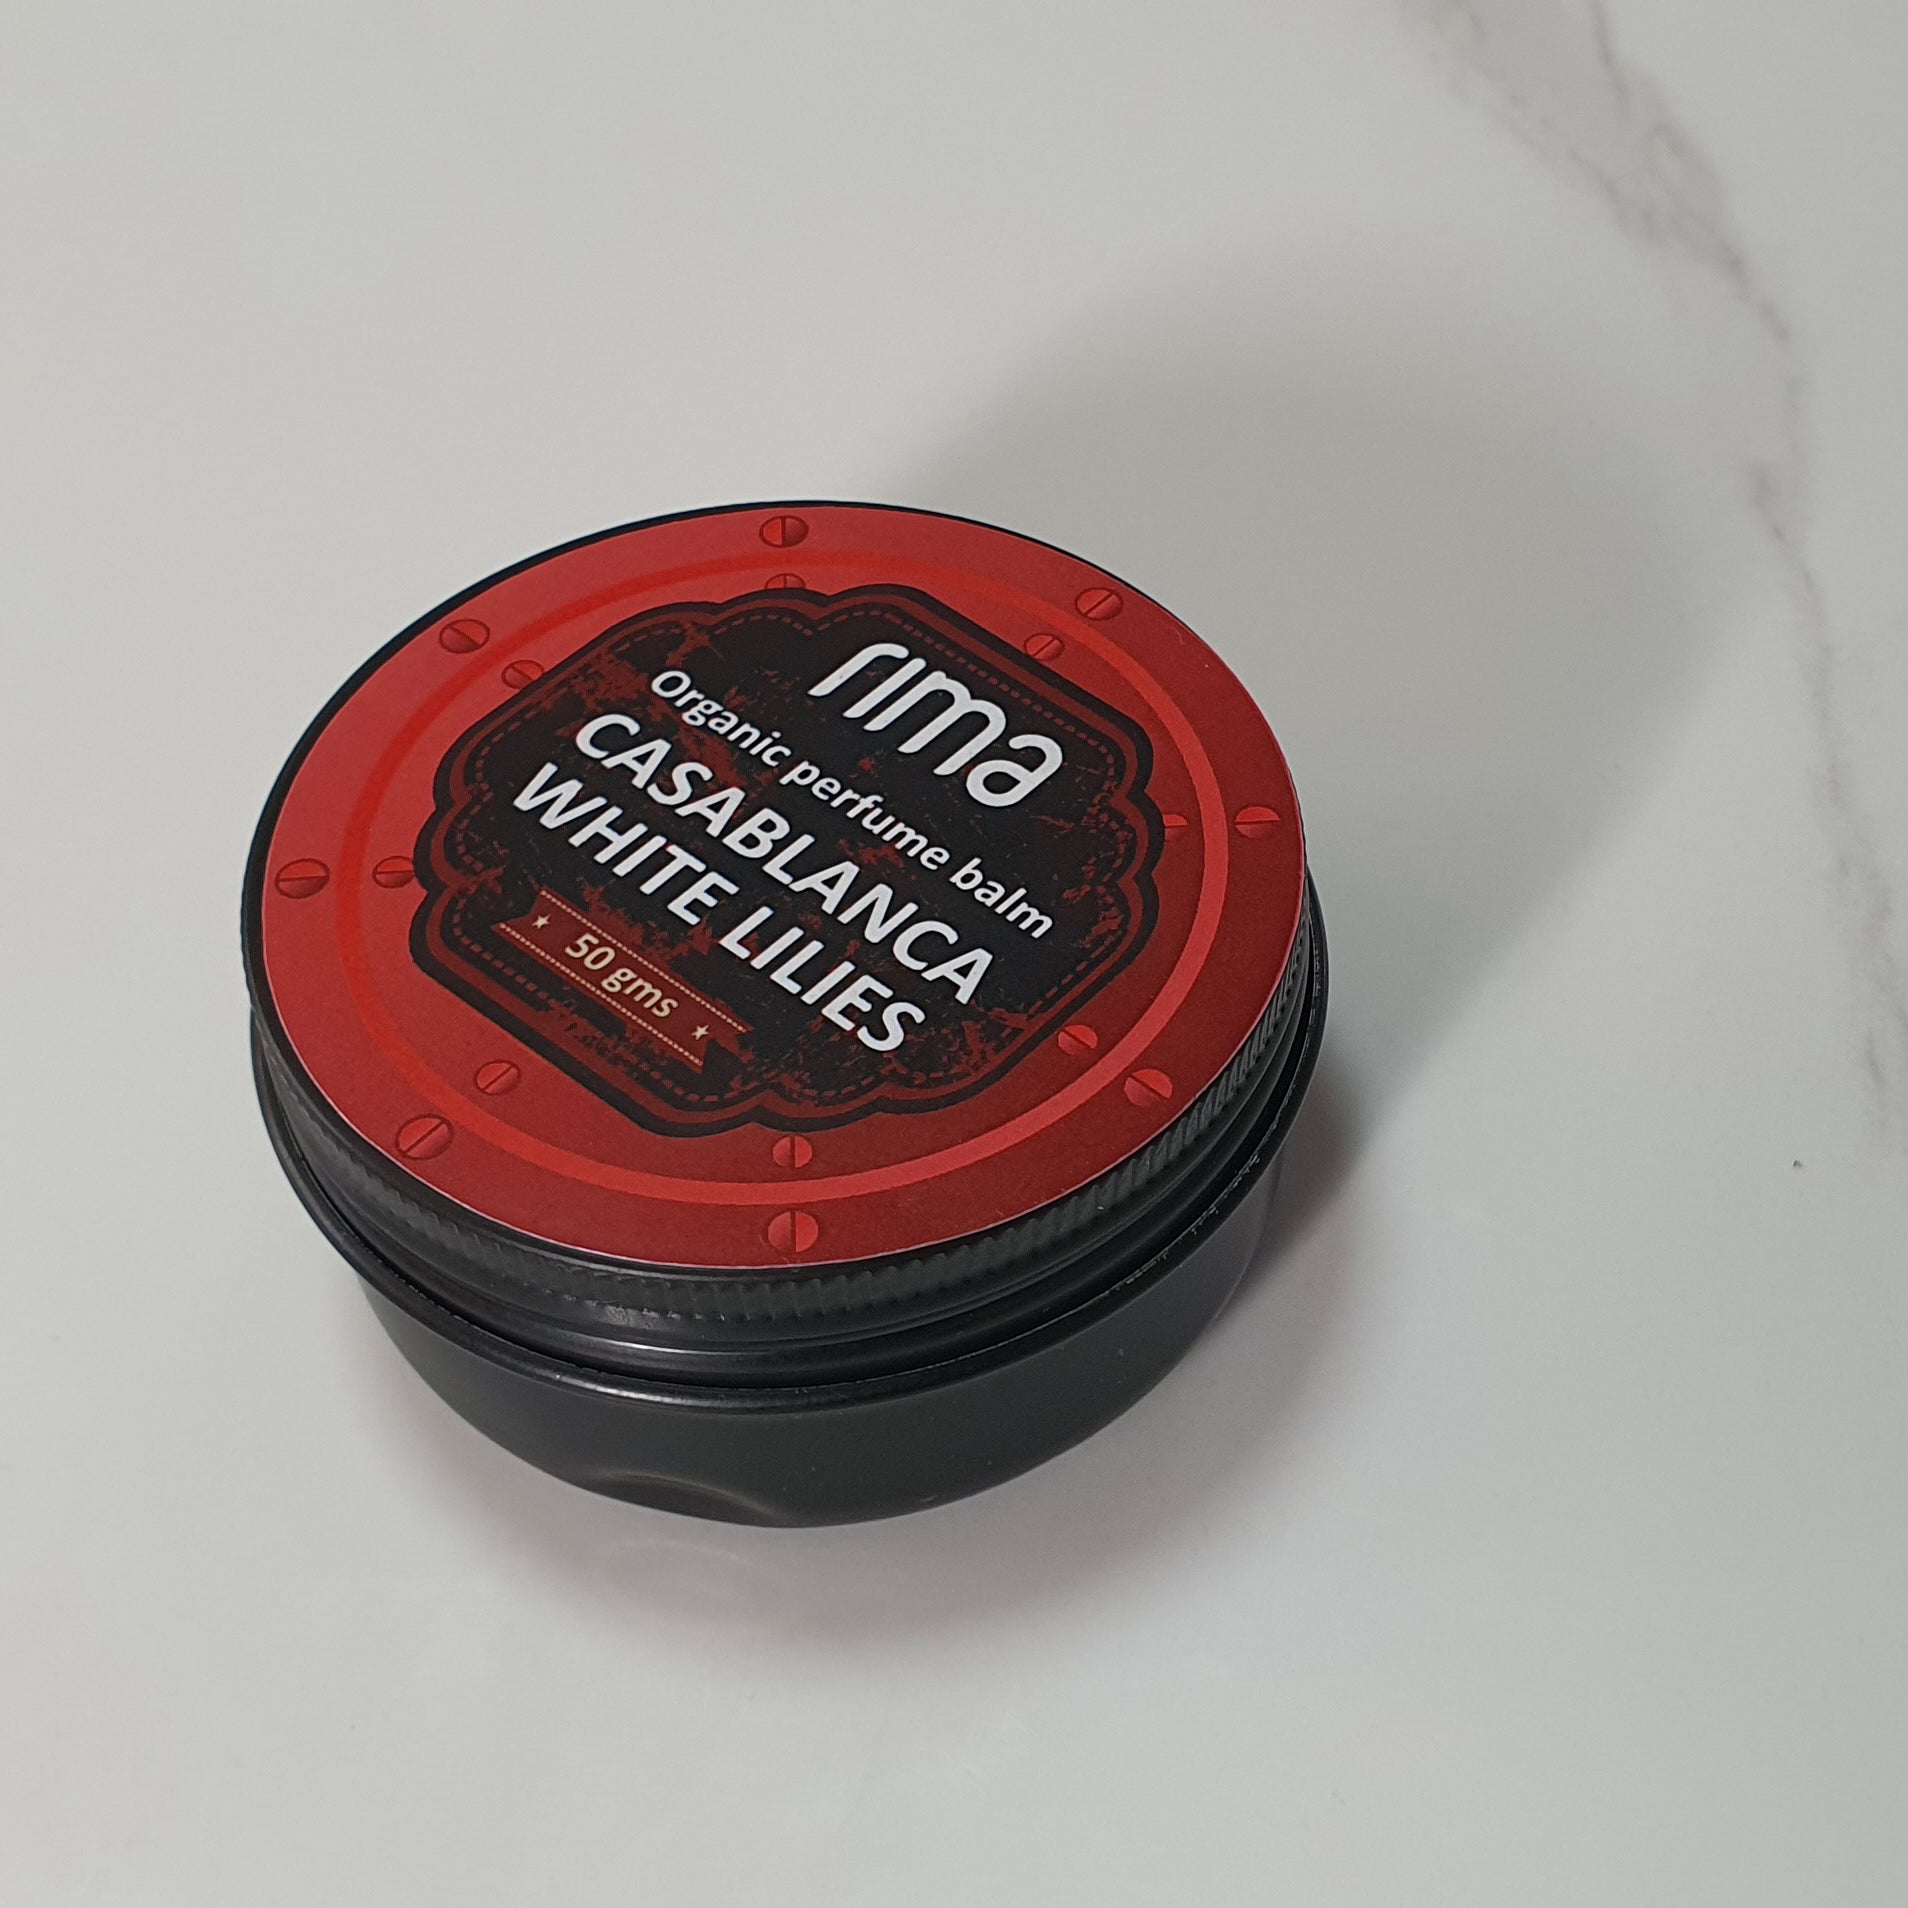 rima
Organic perfume balm
CASABLANCA
WHITE LILIES
50 gms